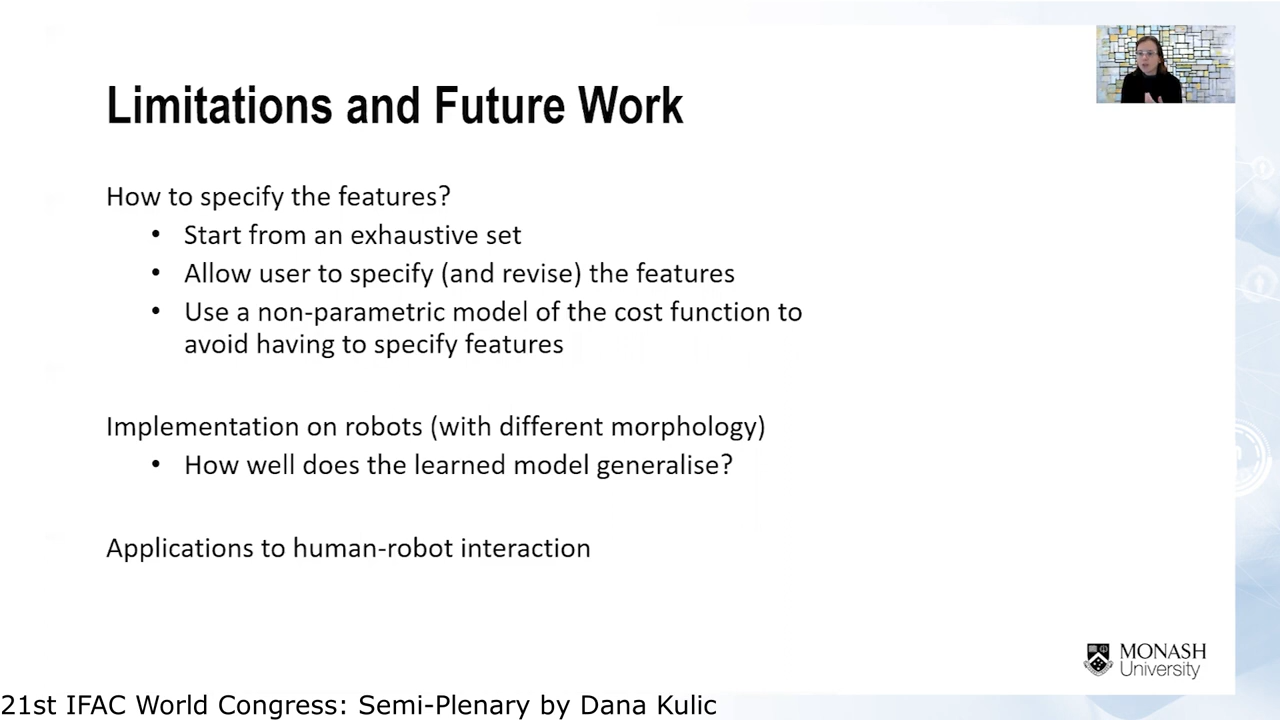 Limitations and Future Work
How to specify the features?
• Start from an exhaustive set
• Allow user to specify (and revise) the features
• Use a non-parametric model of the cost function to
avoid having to specify features
Implementation on robots (with different morphology)
• How well does the learned model generalise?
Applications to human-robot interaction
MONASH
University
21st IFAC World Congress: Semi-Plenary by Dana Kulic